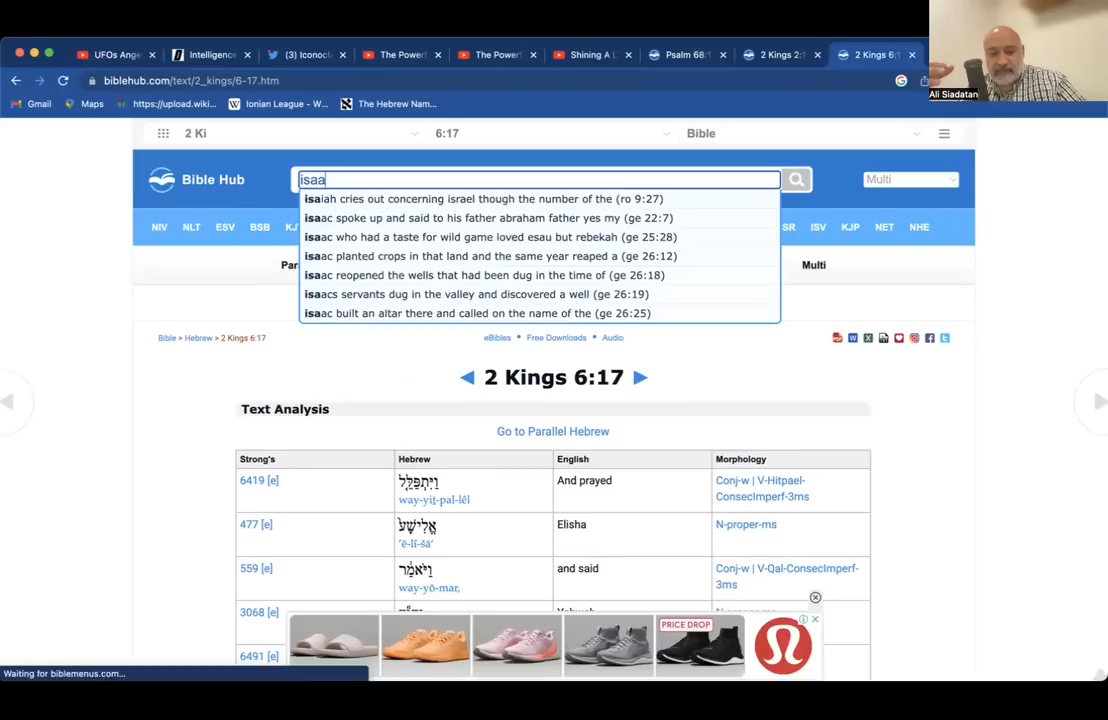 UFOs Ange
Intelligence
(3) Iconocl
The Powerf
The Powerf
Shining A L
Psalm 68:1
2 Kings 2:1
2 Kings 6:1
biblehub.com/text/2_kings/6-17.htm
Gmail
Maps
https://upload.wiki...
Ionian League - W...
The Hebrew Nam...
Ali Siadatan
2 Ki
6:17
Bible
Bible Hub
isaa
Multi
isaiah cries out concerning israel though the number of the (ro 9:27)
isaac spoke up and said to his father abraham father yes my (ge 22:7)
isaac who had a taste for wild game loved esau but rebekah (ge 25:28)
isaac planted crops in that land and the same year reaped a (ge 26:12)
isaac reopened the wells that had been dug in the time of (ge 26:18)
isaacs servants dug in the valley and discovered a well (ge 26:19)
isaac built an altar there and called on the name of the (ge 26:25)
NIV NLT ESV BSB KJ SR ISV KJP NET NHE
Par
Multi
Bible > Hebrew > 2 Kings 6:17
eBibles • Free Downloads • Audio
◀ 2 Kings 6:17 ▶
Text Analysis
Go to Parallel Hebrew
Strong's Hebrew English Morphology
6419 [e] וַיִּתְפַּלֵּ֤ל And prayed Conj-w | V-Hitpael-
way-yiṯ-pal-lêl ConsecImperf-3ms
477 [e] אֱלִישָׁע֙ Elisha N-proper-ms
'ĕ-lî-šā'
559 [e] וַיֹּאמַ֔ר and said Conj-w | V-Qal-ConsecImperf-
way-yō-mar, 3ms
3068 [e]
6491 [e]
PRICE DROP
Waiting for biblemenus.com...